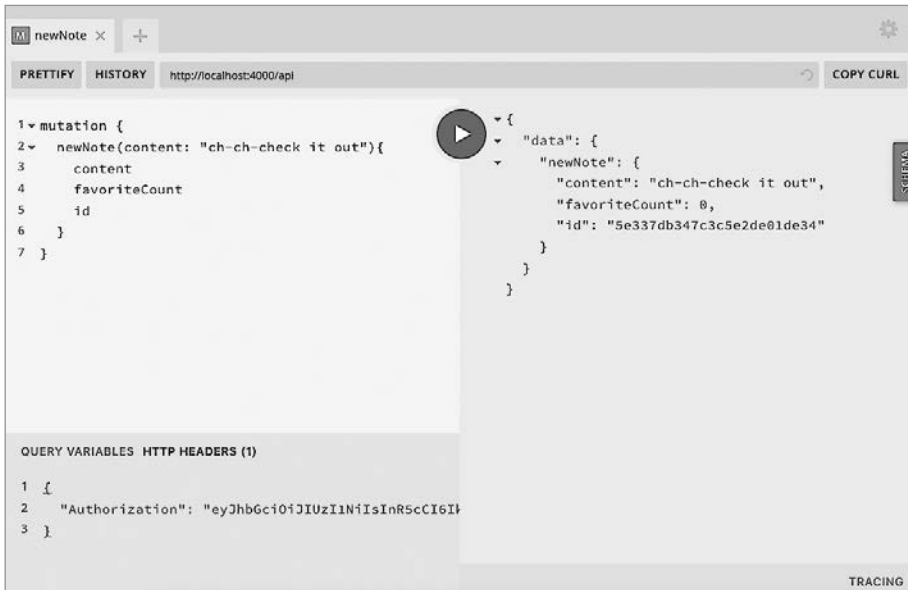 M newNote ×
PRETTIFY HISTORY http://localhost:4000/api COPY CURL
1 mutation {
2 newNote(content: "ch-ch-check it out"){
3 content
4 favoriteCount
5 id
6 }
7 }
QUERY VARIABLES HTTP HEADERS (1)
1 {
2 "Authorization": "eyJhbGciOiJIUzI1NiIsInR5cCI6Ik
3 }
{
"data": {
"newNote": {
"content": "ch-ch-check it out",
"favoriteCount": 0,
"id": "5e337db347c3c5e2de01de34"
}
}
}
SCHEMA
TRACING